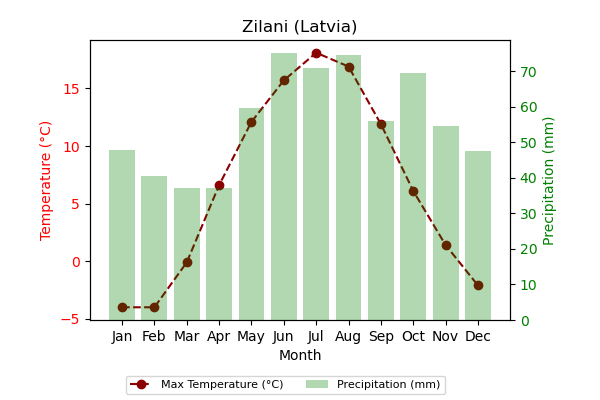 Zilani (Latvia)
Temperature (°C)
15
10
5
0
−5
70
60
50
40
30
20
10
0
Precipitation (mm)
Jan Feb Mar Apr May Jun Jul Aug Sep Oct Nov Dec
Month
Max Temperature (°C) Precipitation (mm)